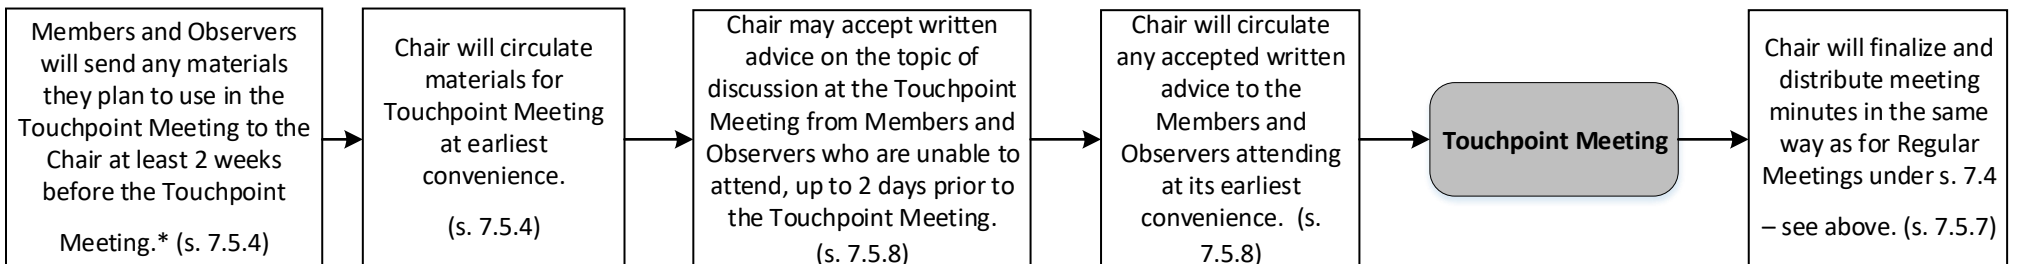 Members and Observers
will send any materials
they plan to use in the
Touchpoint Meeting to the
Chair at least 2 weeks
before the Touchpoint
Meeting.* (s. 7.5.4)
Chair will circulate
materials for
Touchpoint Meeting
at earliest
convenience.
(s. 7.5.4)
Chair may accept written
advice on the topic of
discussion at the Touchpoint
Meeting from Members and
Observers who are unable to
attend, up to 2 days prior to
the Touchpoint Meeting.
(s. 7.5.8)
Chair will circulate
any accepted written
advice to the
Members and
Observers attending
at its earliest
convenience. (s.
7.5.8)
Touchpoint Meeting
Chair will finalize and
distribute meeting
minutes in the same
way as for Regular
Meetings under s. 7.4
– see above. (s. 7.5.7)